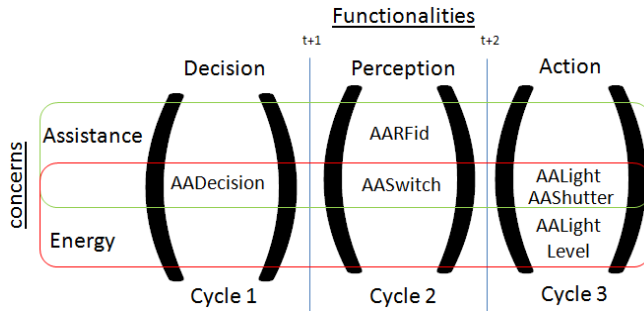 Functionalities
t+1
t+2
Decision
Perception
Action
Assistance
AARFid
concerns
AADecision
AASwitch
AALight
AAShutter
Energy
AALight
Level
Cycle 1
Cycle 2
Cycle 3